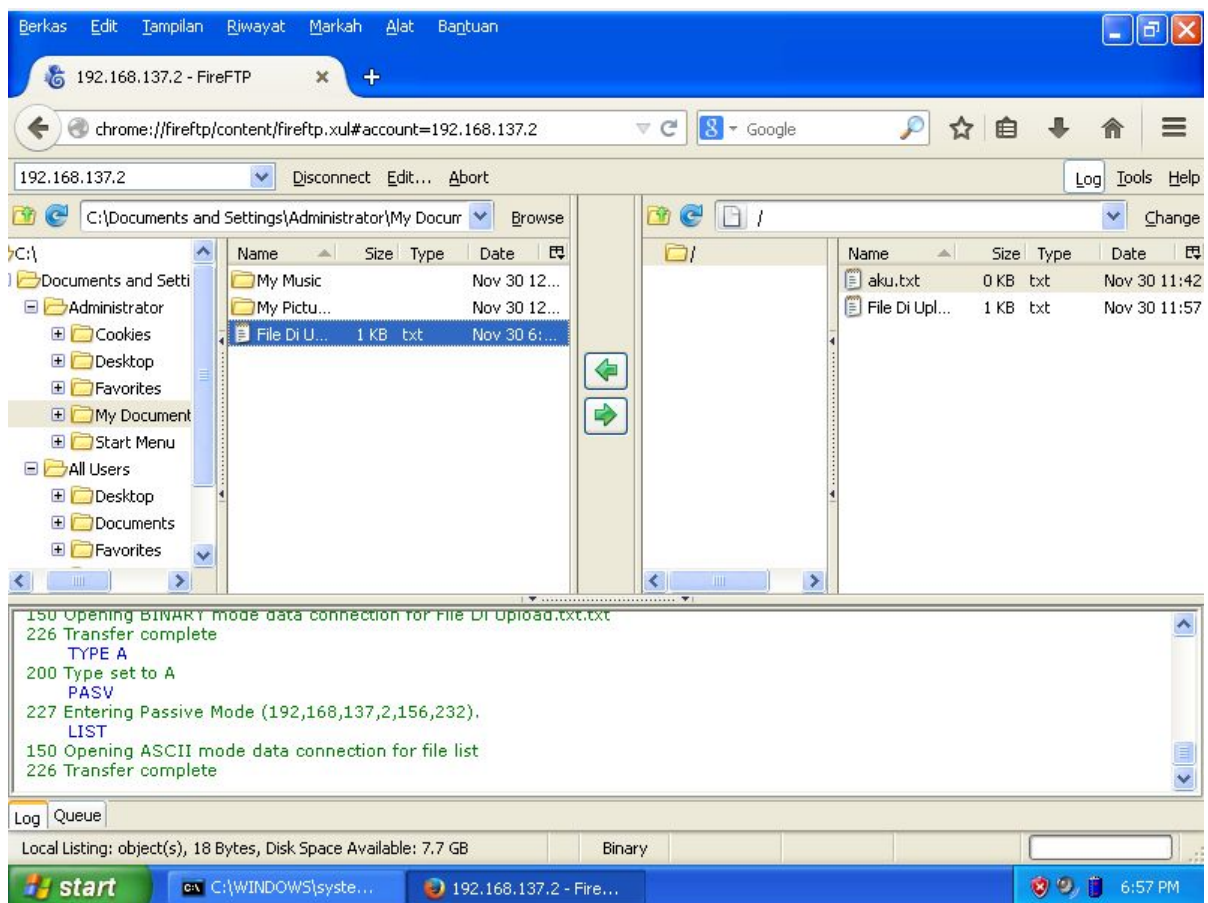 Berkas Edit Tampilan Riwayat Markah Alat Bantuan
192.168.137.2 - FireFTP
chrome://fireftp/content/fireftp.xul#account=192.168.137.2
Google
192.168.137.2 Disconnect Edit... Abort Log Tools Help
C:\Documents and Settings\Administrator\My Docum Browse / Change
C:\
Documents and Setti
Administrator
Cookies
Desktop
Favorites
My Document
Start Menu
All Users
Desktop
Documents
Favorites
Name Size Type Date
My Music Nov 30 12...
My Pictu... Nov 30 12...
File Di U... 1 KB txt Nov 30 6:...
/
Name Size Type Date
aku.txt 0 KB txt Nov 30 11:42
File Di Upl... 1 KB txt Nov 30 11:57
150 Opening BINARY mode data connection for File Di Upload.txt.txt
226 Transfer complete
TYPE A
200 Type set to A
PASV
227 Entering Passive Mode (192,168,137,2,156,232).
LIST
150 Opening ASCII mode data connection for file list
226 Transfer complete
Log Queue
Local Listing: object(s), 18 Bytes, Disk Space Available: 7.7 GB Binary
start C:\WINDOWS\syste... 192.168.137.2 - Fire... 6:57 PM